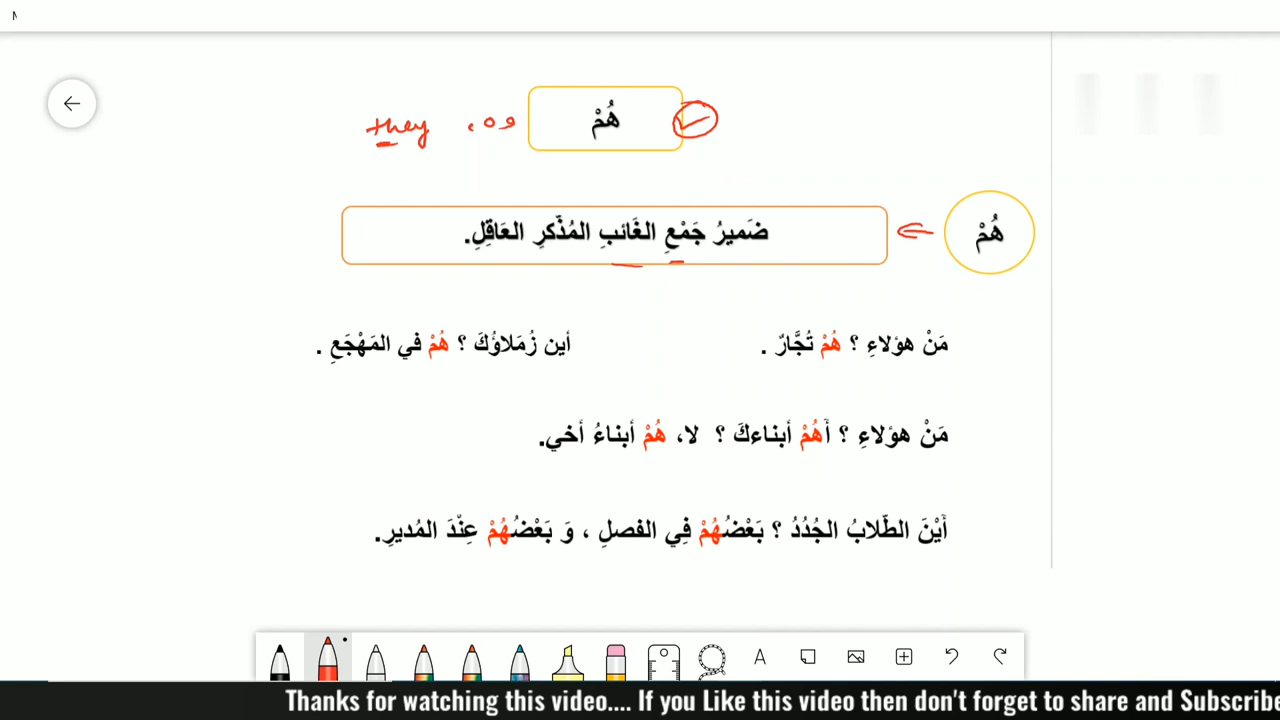 هُمْ
they ، وہ
هُمْ
ضَميرُ جَمْعِ الغَائبِ المُذّكرِ العَاقِلِ.
مَنْ هؤلاءِ ؟ هُمْ تُجَّارٌ . أين زُمَلاؤُكَ ؟ هُمْ في المَهْجَعِ .
مَنْ هؤلاءِ ؟ أَهُمْ أبناءكَ ؟ لا، هُمْ أبناءُ أخي.
أَيْنَ الطّلابُ الجُدُدُ ؟ بَعْضُهُمْ فِي الفصلِ ، وَ بَعْضُهُمْ عِنْدَ المُديرِ.
A
Thanks for watching this video.... If you Like this video then don't forget to share and Subscribe